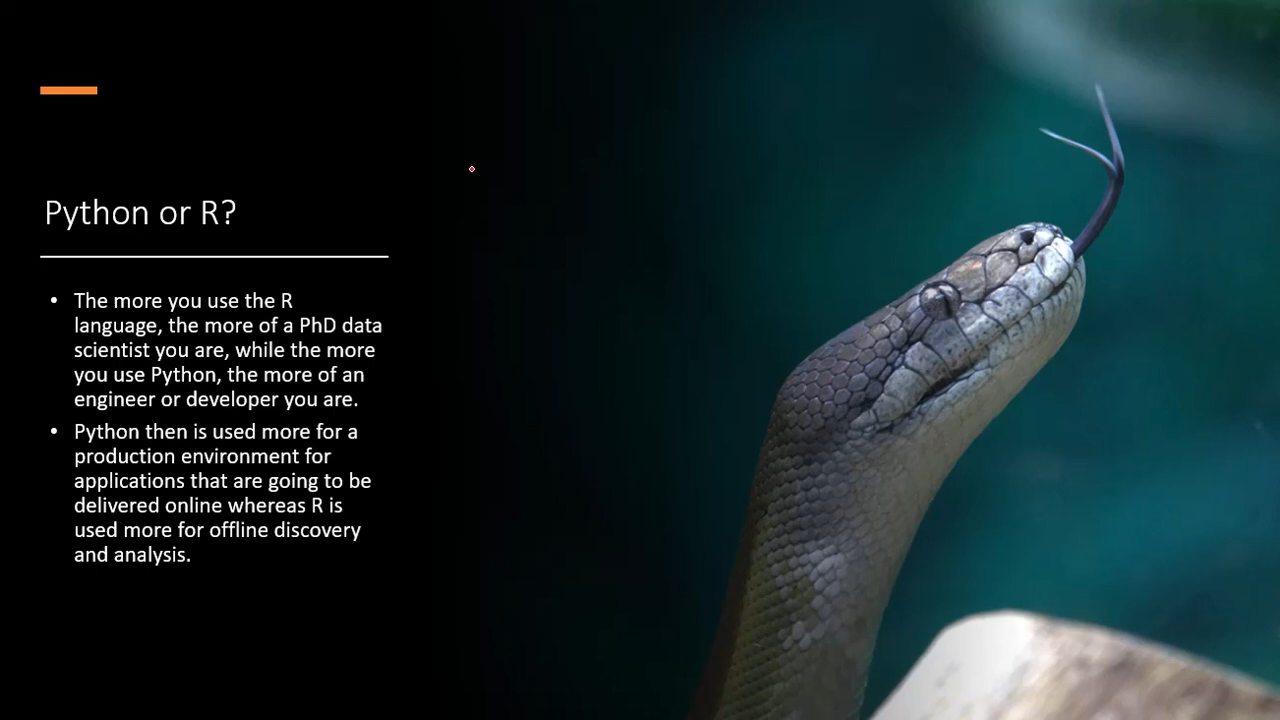 Python or R?
• The more you use the R
language, the more of a PhD data
scientist you are, while the more
you use Python, the more of an
engineer or developer you are.
• Python then is used more for a
production environment for
applications that are going to be
delivered online whereas R is
used more for offline discovery
and analysis.